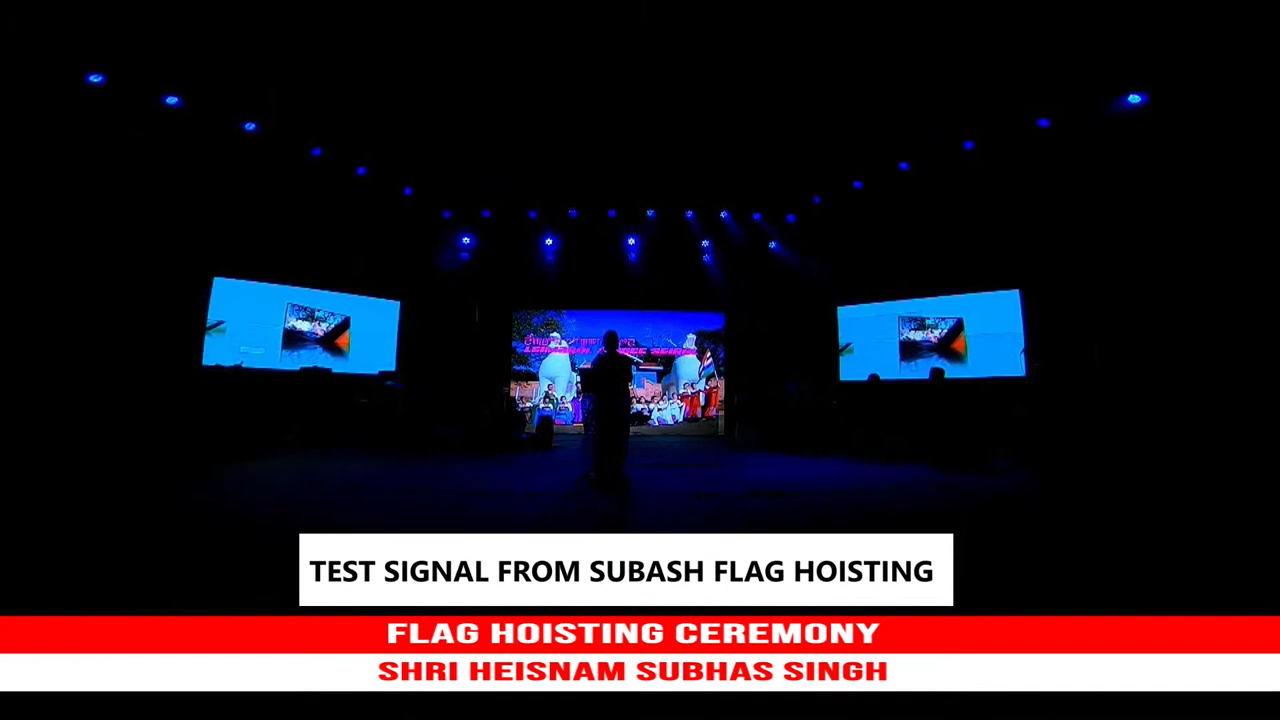 TEST SIGNAL FROM SUBASH FLAG HOISTING
FLAG HOISTING CEREMONY
SHRI HEISNAM SUBHAS SINGH